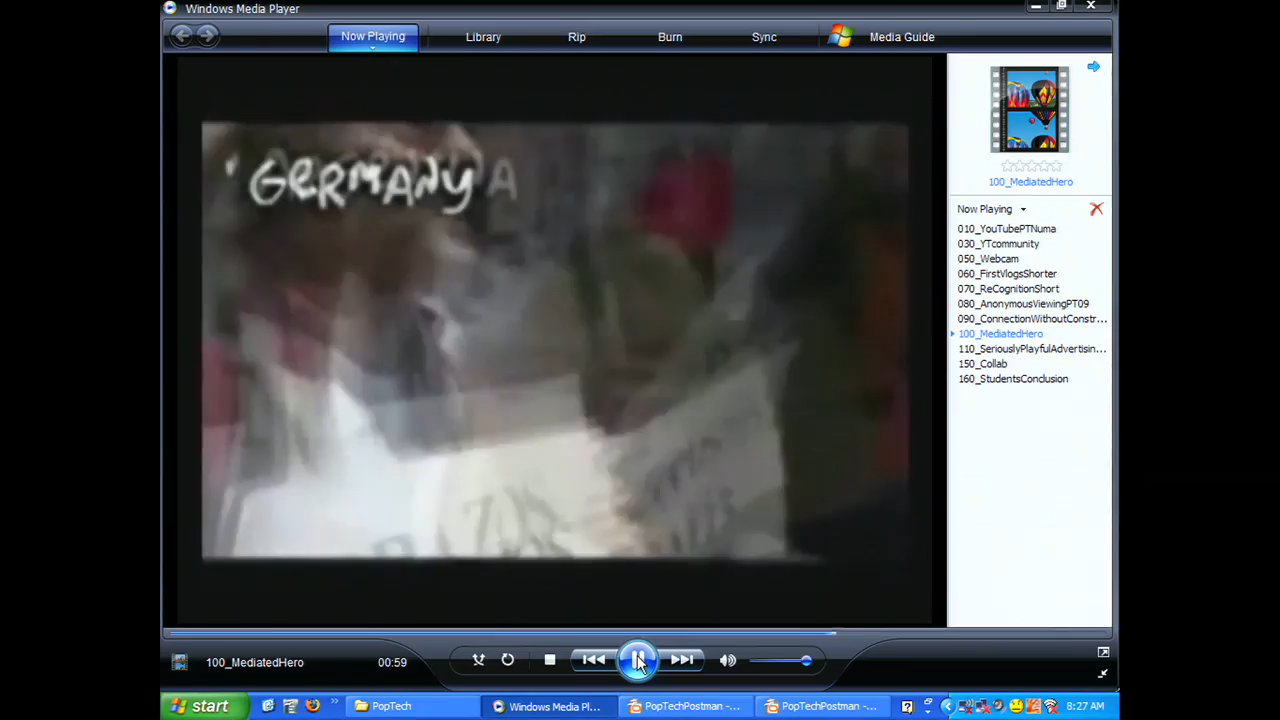 Windows Media Player
Now Playing
Library
Rip
Burn
Sync
Media Guide
GERMANY
100_MediatedHero
Now Playing
010_YouTubePTNuma
030_YTcommunity
050_Webcam
060_FirstVlogsShorter
070_ReCognitionShort
080_AnonymousViewingPT09
090_ConnectionWithoutConstr...
100_MediatedHero
110_SeriouslyPlayfulAdvertisin...
150_Collab
160_StudentsConclusion
100_MediatedHero
00:59
start
PopTech
Windows Media Pl...
PopTechPostman -...
PopTechPostman -...
8:27 AM